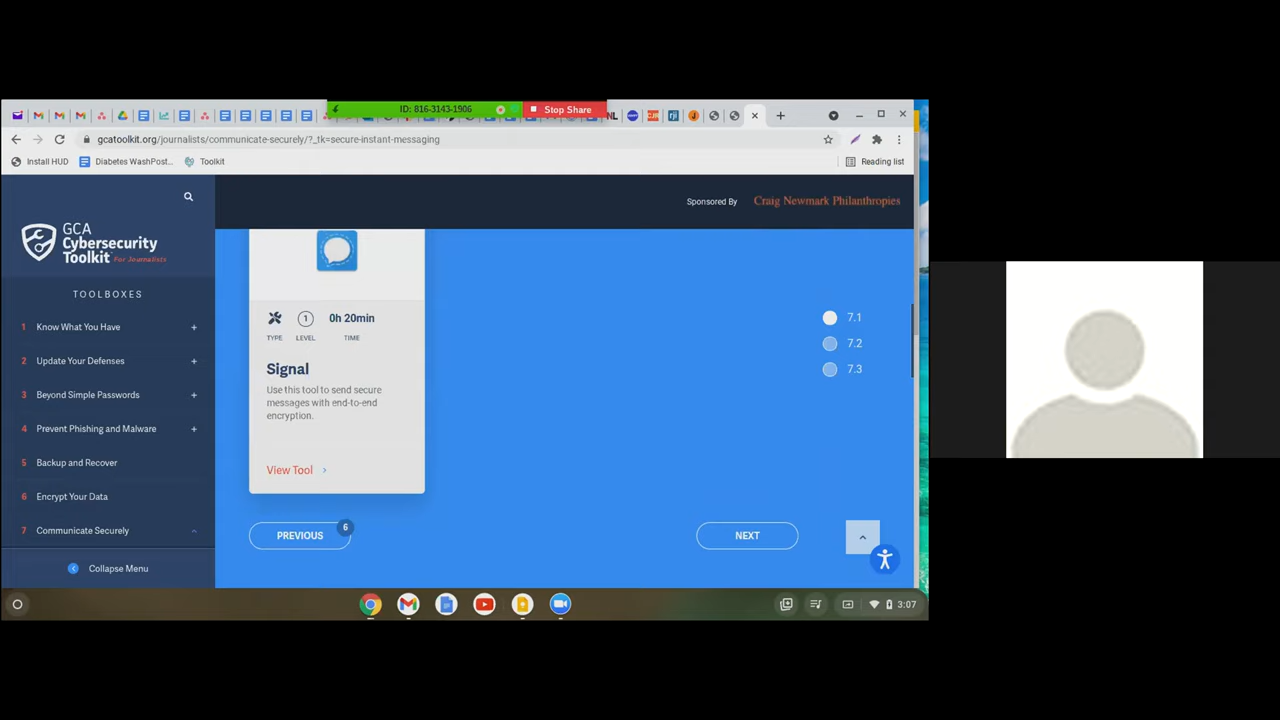 ID: 816-3143-1906
Stop Share
NL
gcatoolkit.org/journalists/communicate-securely/?_tk=secure-instant-messaging
Install HUD
Diabetes WashPost...
Toolkit
Reading list
Sponsored By
Craig Newmark Philanthropies
GCA
Cybersecurity
Toolkit For Journalists
TOOLBOXES
1 Know What You Have +
2 Update Your Defenses +
3 Beyond Simple Passwords +
4 Prevent Phishing and Malware +
5 Backup and Recover
6 Encrypt Your Data
7 Communicate Securely
Collapse Menu
1
0h 20min
TYPE
LEVEL
TIME
Signal
Use this tool to send secure
messages with end-to-end
encryption.
View Tool >
7.1
7.2
7.3
PREVIOUS
6
NEXT
3:07